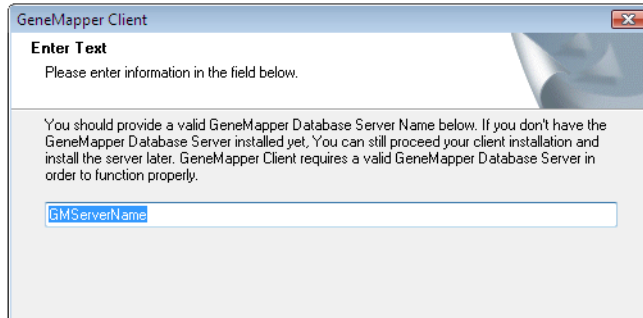 GeneMapper Client
Enter Text
Please enter information in the field below.
You should provide a valid GeneMapper Database Server Name below. If you don't have the
GeneMapper Database Server installed yet, You can still proceed your client installation and
install the server later. GeneMapper Client requires a valid GeneMapper Database Server in
order to function properly.
GMServerName